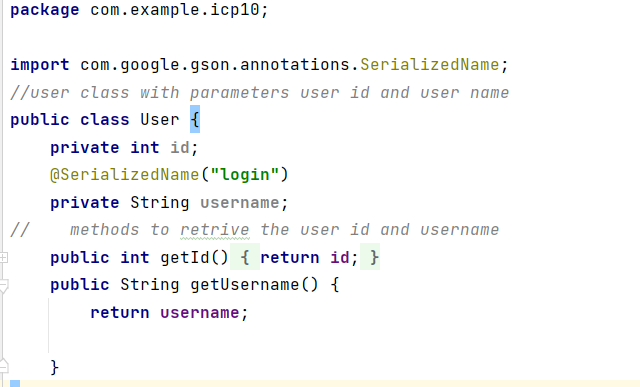 package com.example.icp10;
import com.google.gson.annotations.SerializedName;
//user class with parameters user id and user name
public class User {
private int id;
@SerializedName("login")
private String username;
//    methods to retrive the user id and username
public int getId() { return id; }
public String getUsername() {
return username;
}